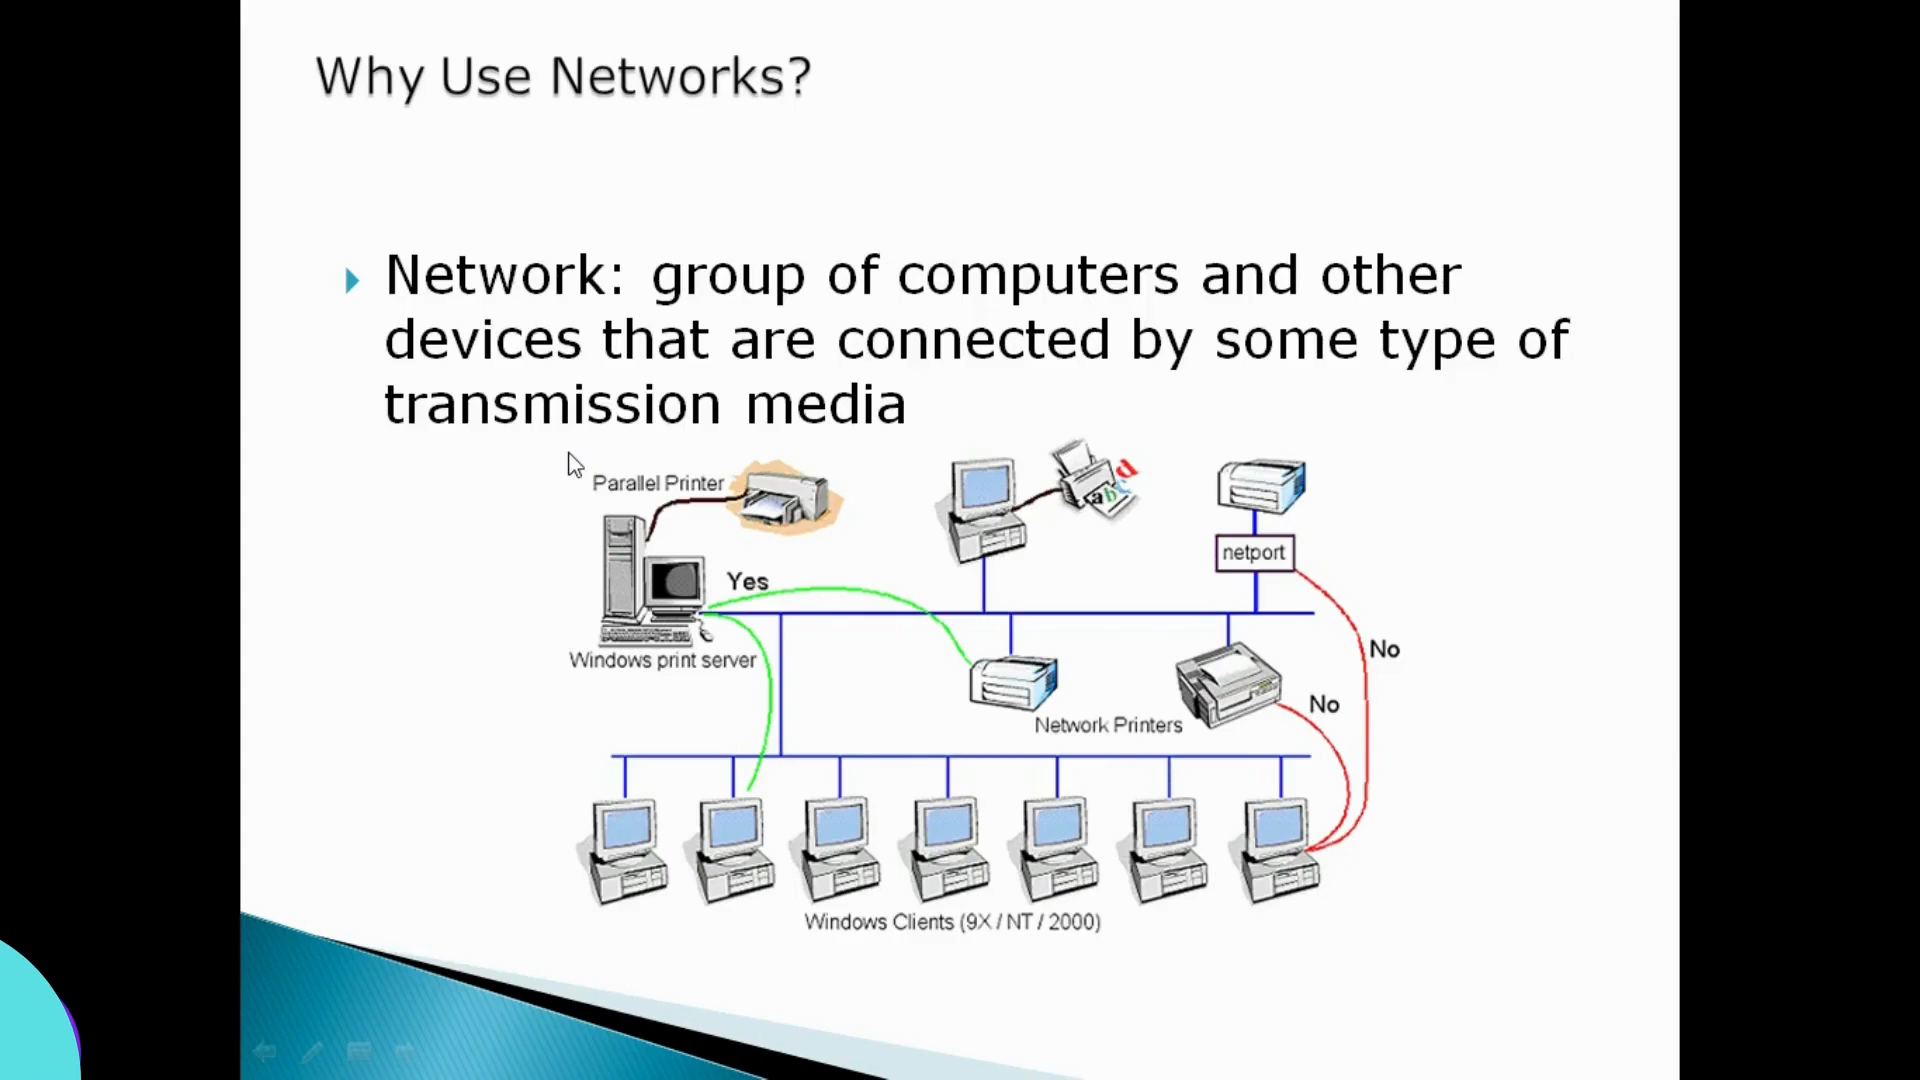 Why Use Networks?
Network: group of computers and other
devices that are connected by some type of
transmission media
Parallel Printer
abcd
netport
Yes
No
Windows print server
No
Network Printers
Windows Clients (9X / NT / 2000)